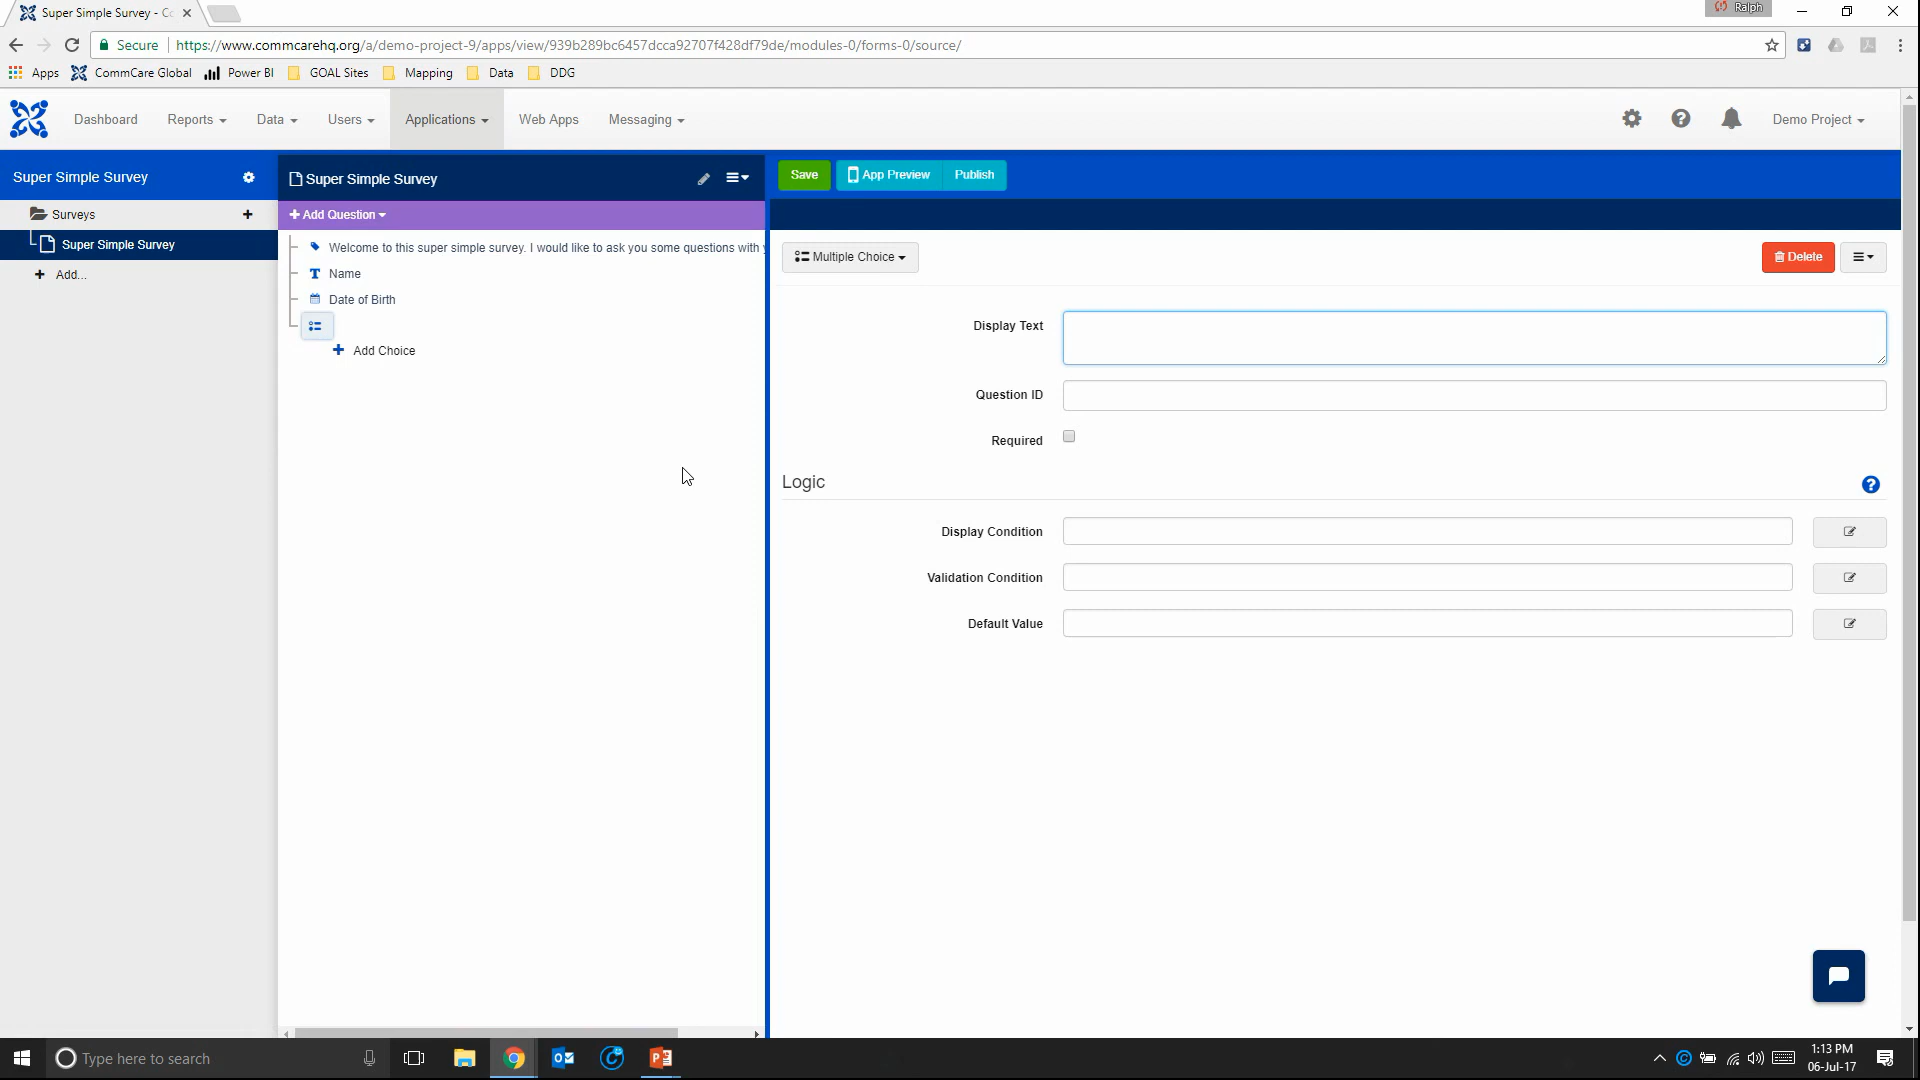 Super Simple Survey - Co
Ralph
Secure https://www.commcarehq.org/a/demo-project-9/apps/view/939b289bc6457dcca92707f428df79de/modules-0/forms-0/source/
Apps CommCare Global Power BI GOAL Sites Mapping Data DDG
Dashboard Reports Data Users Applications Web Apps Messaging Demo Project
Super Simple Survey
Super Simple Survey
Save App Preview Publish
Surveys
Add Question
Super Simple Survey
Welcome to this super simple survey. I would like to ask you some questions with
Multiple Choice
Delete
Add...
Name
Date of Birth
Display Text
Add Choice
Question ID
Required
Logic
Display Condition
Validation Condition
Default Value
Type here to search
1:13 PM
06-Jul-17